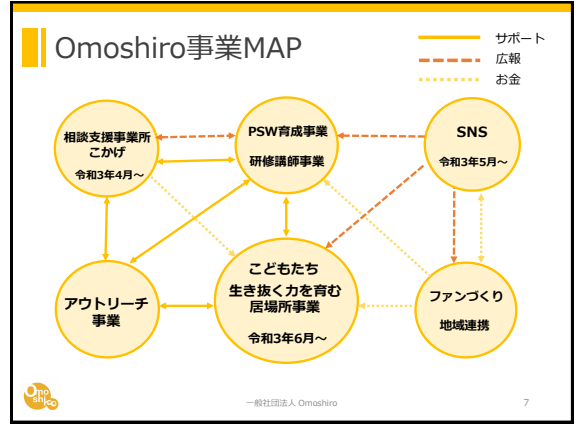 Omoshiro事業MAP
サポート
広報
お金
相談支援事業所
こかげ
令和3年4月～
PSW育成事業
研修講師事業
SNS
令和3年5月～
アウトリーチ
事業
こどもたち
生き抜く力を育む
居場所事業
令和3年6月～
ファンづくり
地域連携
Omo
shiro
一般社団法人 Omoshiro
7